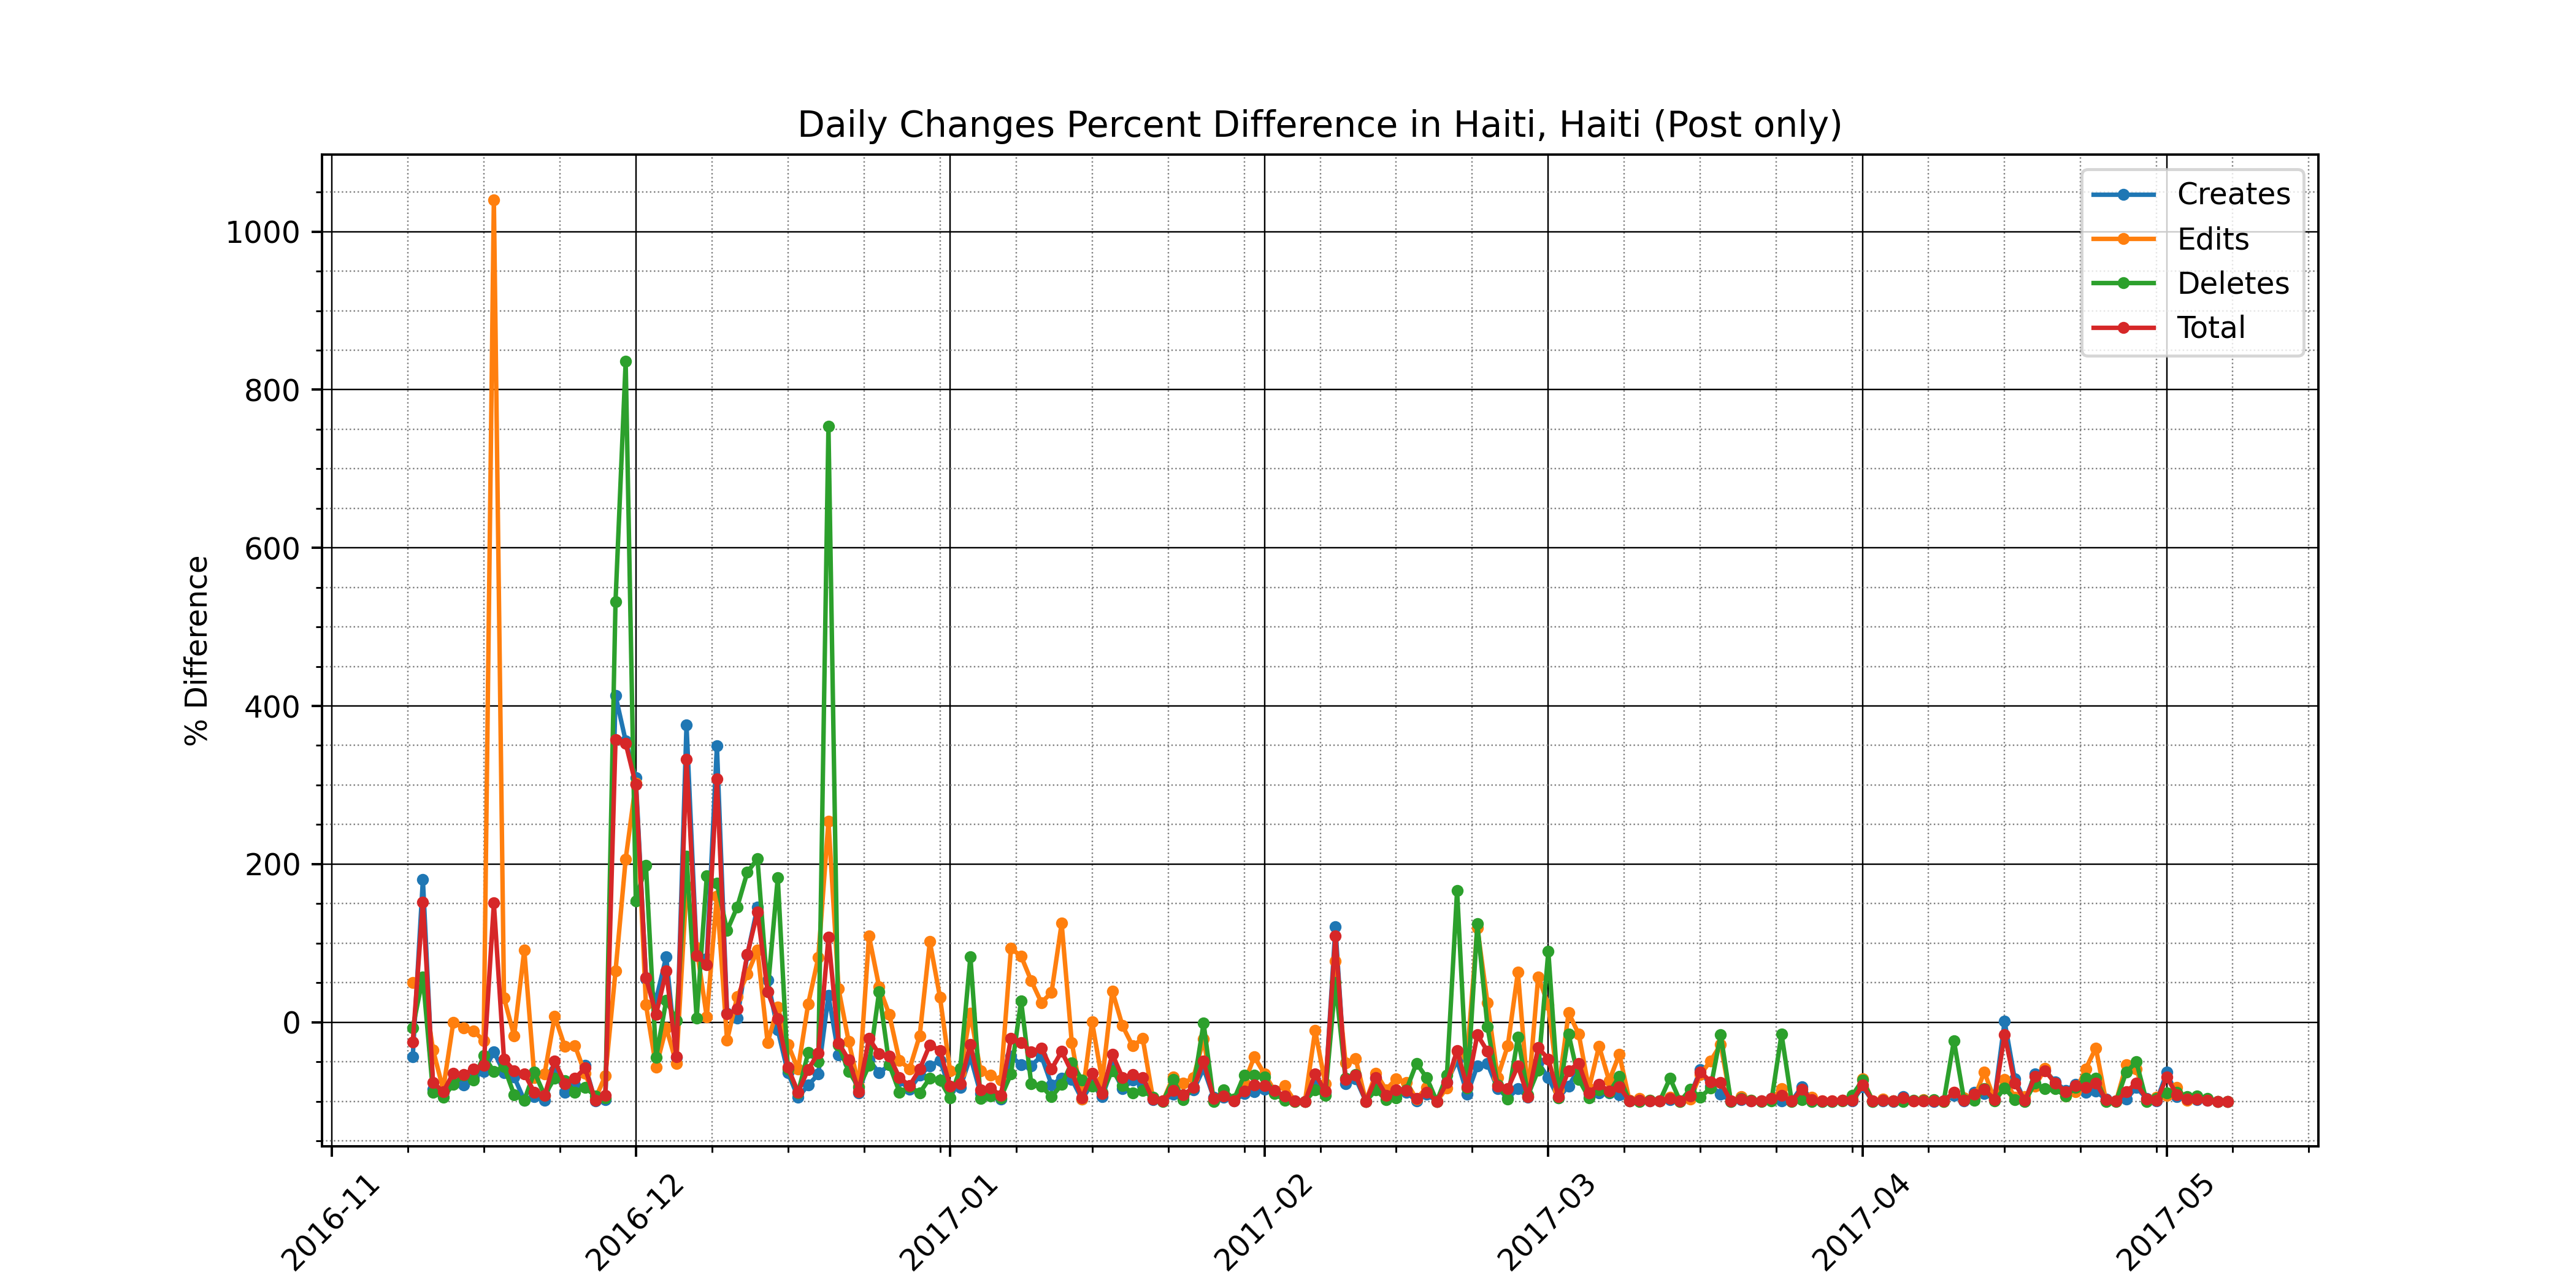 Daily Changes Percent Difference in Haiti, Haiti (Post only)
Creates
Edits
Deletes
Total
% Difference
1000
800
600
400
200
0
2016-11
2016-12
2017-01
2017-02
2017-03
2017-04
2017-05